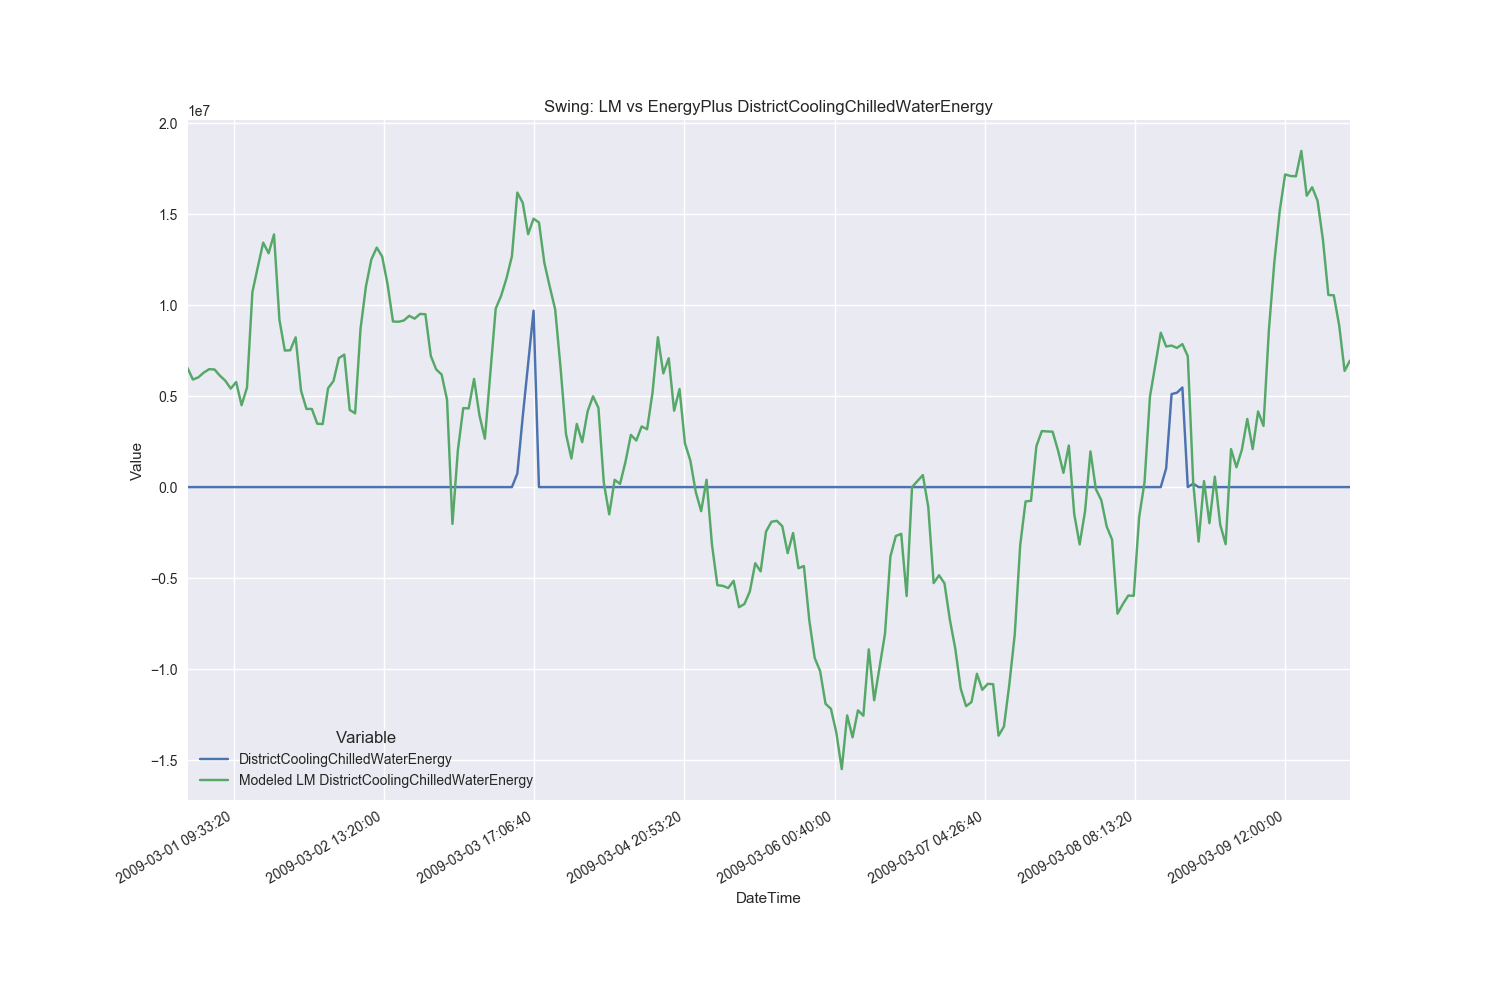 Swing: LM vs EnergyPlus DistrictCoolingChilledWaterEnergy
1e7
2.0
1.5
1.0
0.5
0.0
−0.5
−1.0
−1.5
Value
Variable
DistrictCoolingChilledWaterEnergy
Modeled LM DistrictCoolingChilledWaterEnergy
2009-03-01 09:33:20
2009-03-02 13:20:00
2009-03-03 17:06:40
2009-03-04 20:53:20
2009-03-06 00:40:00
2009-03-07 04:26:40
2009-03-08 08:13:20
2009-03-09 12:00:00
DateTime